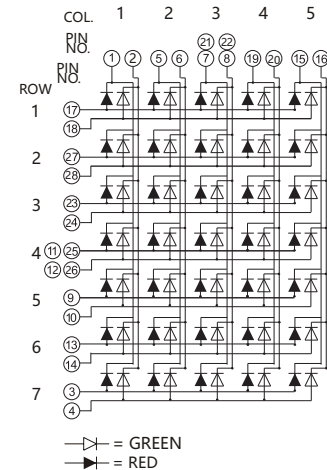 COL. 1 2 3 4 5
PIN NO. 21 22
1 2 5 6 7 8 19 20 15 16
PIN NO.
ROW
1 17
18
2 27
28
3 23
24
4 11 25
12 26
5 9
10
6 13
14
7 3
4
= GREEN
= RED